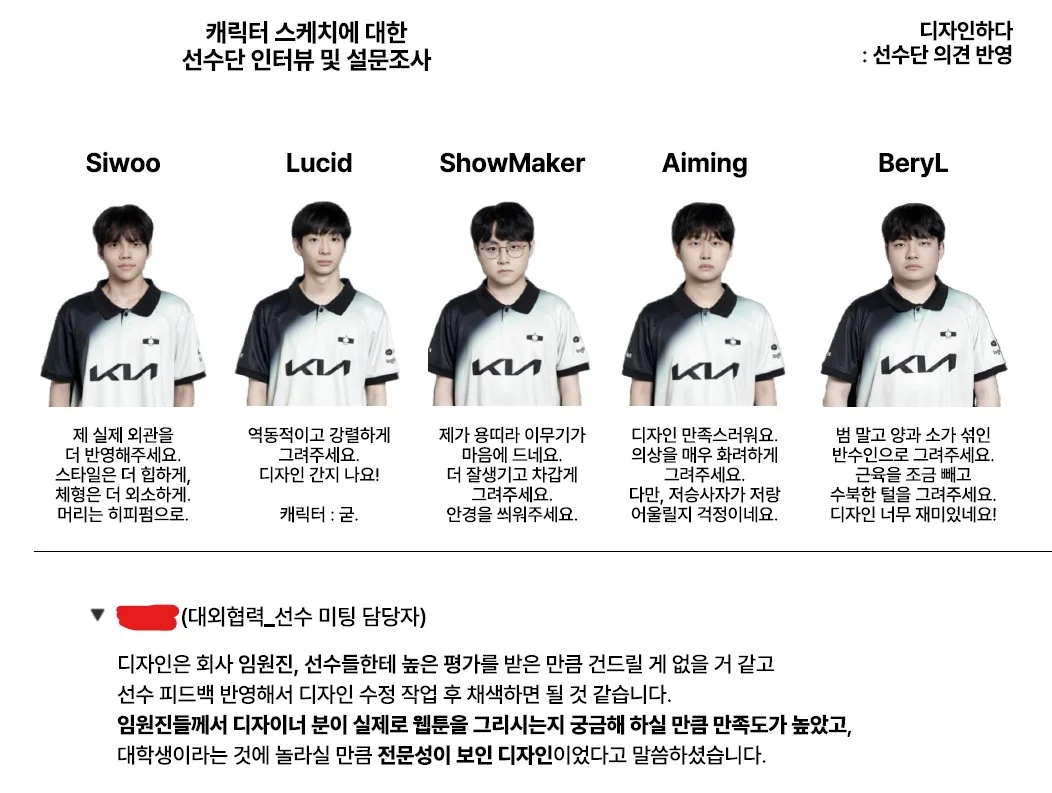 캐릭터 스케치에 대한
선수단 인터뷰 및 설문조사
디자인하다
: 선수단 의견 반영
Siwoo
Lucid
ShowMaker
Aiming
BeryL
KIA
KIA
KIA
KIA
KIA
제 실제 외관을
더 반영해주세요.
스타일은 더 힙하게,
체형은 더 외소하게.
머리는 히피펌으로.
역동적이고 강렬하게
그려주세요.
디자인 간지 나요!
캐릭터 : 굳.
제가 용띠라 이무기가
마음에 드네요.
더 잘생기고 차갑게
그려주세요.
안경을 씌워주세요.
디자인 만족스러워요.
의상을 매우 화려하게
그려주세요.
다만, 저승사자가 저랑
어울릴지 걱정이네요.
범 말고 양과 소가 섞인
반수인으로 그려주세요.
근육을 조금 빼고
수북한 털을 그려주세요.
디자인 너무 재미있네요!
▼ (대외협력_선수 미팅 담당자)
디자인은 회사 임원진, 선수들한테 높은 평가를 받은 만큼 건드릴 게 없을 거 같고
선수 피드백 반영해서 디자인 수정 작업 후 채색하면 될 것 같습니다.
임원진들께서 디자이너 분이 실제로 웹툰을 그리시는지 궁금해 하실 만큼 만족도가 높았고,
대학생이라는 것에 놀라실 만큼 전문성이 보인 디자인이었다고 말씀하셨습니다.